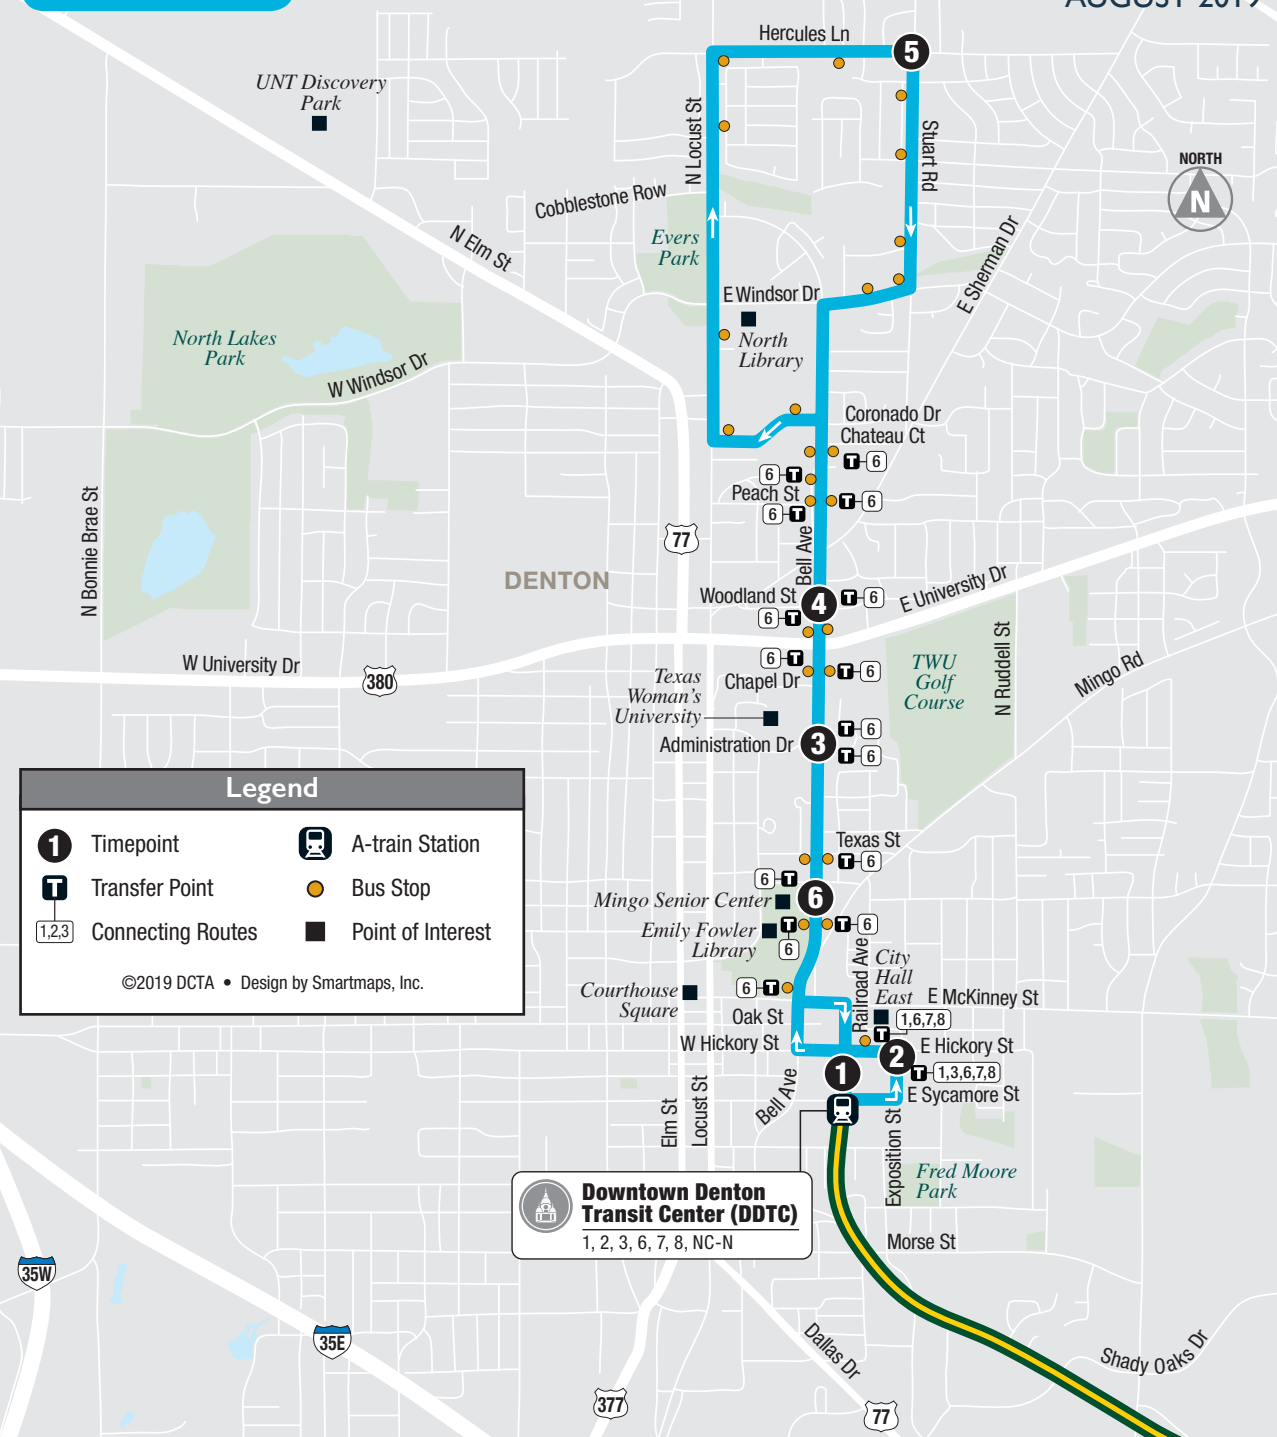 AUGUST 2019
Hercules Ln
5
UNT Discovery
Park
N Locust St
Stuart Rd
NORTH
N
Cobblestone Row
Evers
Park
N Elm St
E Sherman Dr
E Windsor Dr
North
Library
North Lakes
Park
W Windsor Dr
Coronado Dr
Chateau Ct
T 6
6 T
Peach St
T 6
6 T
N Bonnie Brae St
77
Bell Ave
DENTON
Woodland St
4
T 6
6 T
E University Dr
W University Dr
380
6 T
Chapel Dr
T 6
TWU
Golf
Course
N Ruddell St
Mingo Rd
Texas
Woman's
University
Administration Dr
3
T 6
T 6
Legend
1 Timepoint
A-train Station
T Transfer Point
Bus Stop
1,2,3 Connecting Routes
Point of Interest
©2019 DCTA • Design by Smartmaps, Inc.
Texas St
T 6
6 T
Mingo Senior Center
6
Emily Fowler
Library
T
6
T 6
Railroad Ave
City
Hall
East
Courthouse
Square
6 T
E McKinney St
Oak St
T 1,6,7,8
W Hickory St
E Hickory St
2
1
T 1,3,6,7,8
E Sycamore St
Bell Ave
Elm St
Locust St
Exposition St
Fred Moore
Park
Downtown Denton
Transit Center (DDTC)
1, 2, 3, 6, 7, 8, NC-N
Morse St
35W
35E
Dallas Dr
Shady Oaks Dr
377
77